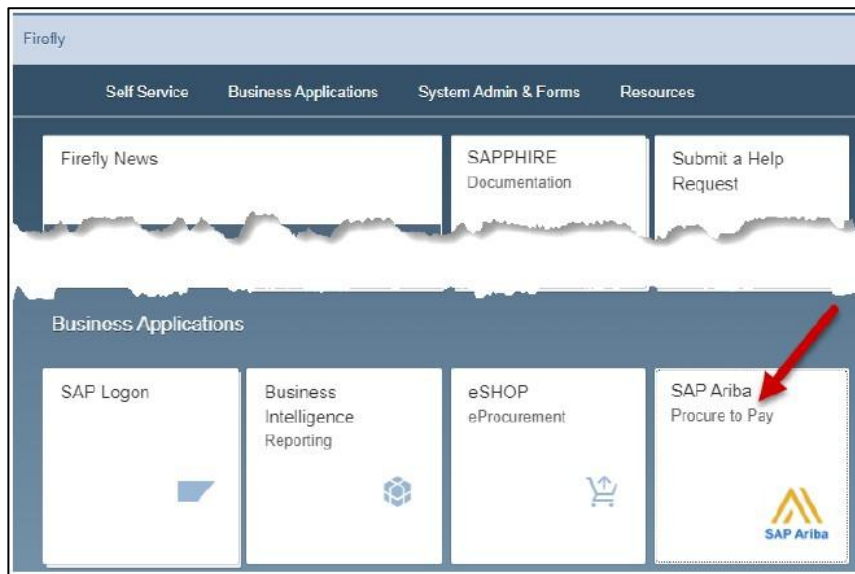 Firefly
Self Service Business Applications System Admin & Forms Resources
Firefly News
SAPPHIRE
Documentation
Submit a Help
Request
Business Applications
SAP Logon
Business
Intelligence
Reporting
eSHOP
eProcurement
SAP Ariba
Procure to Pay
SAP Ariba